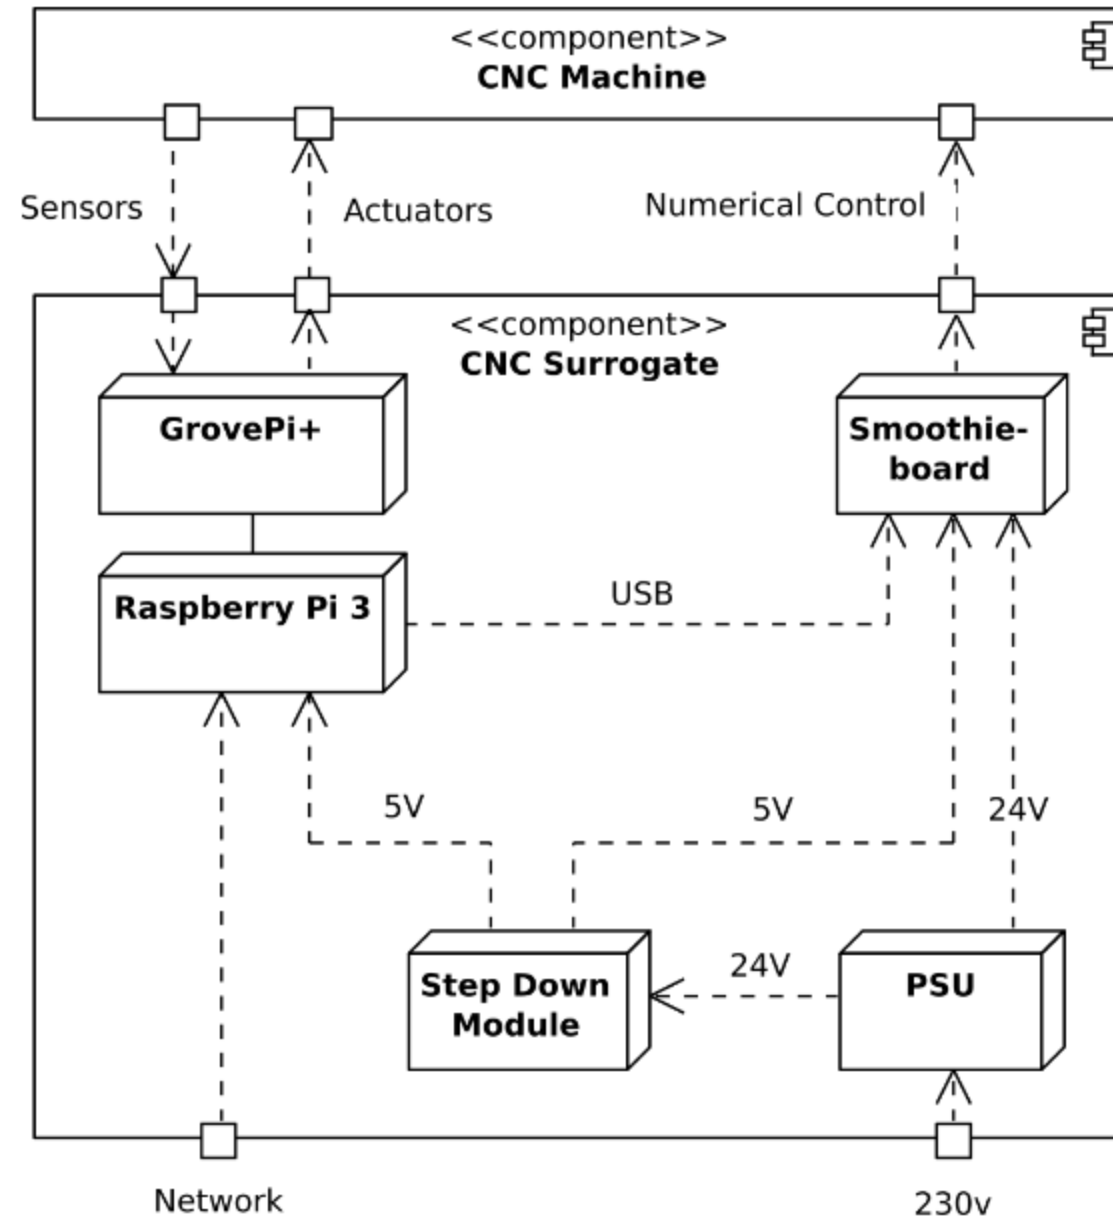 <<component>>
CNC Machine
Sensors
Actuators
Numerical Control
<<component>>
CNC Surrogate
GrovePi+
Smoothie-
board
Raspberry Pi 3
USB
5V
5V
24V
24V
Step Down
Module
PSU
Network
230v